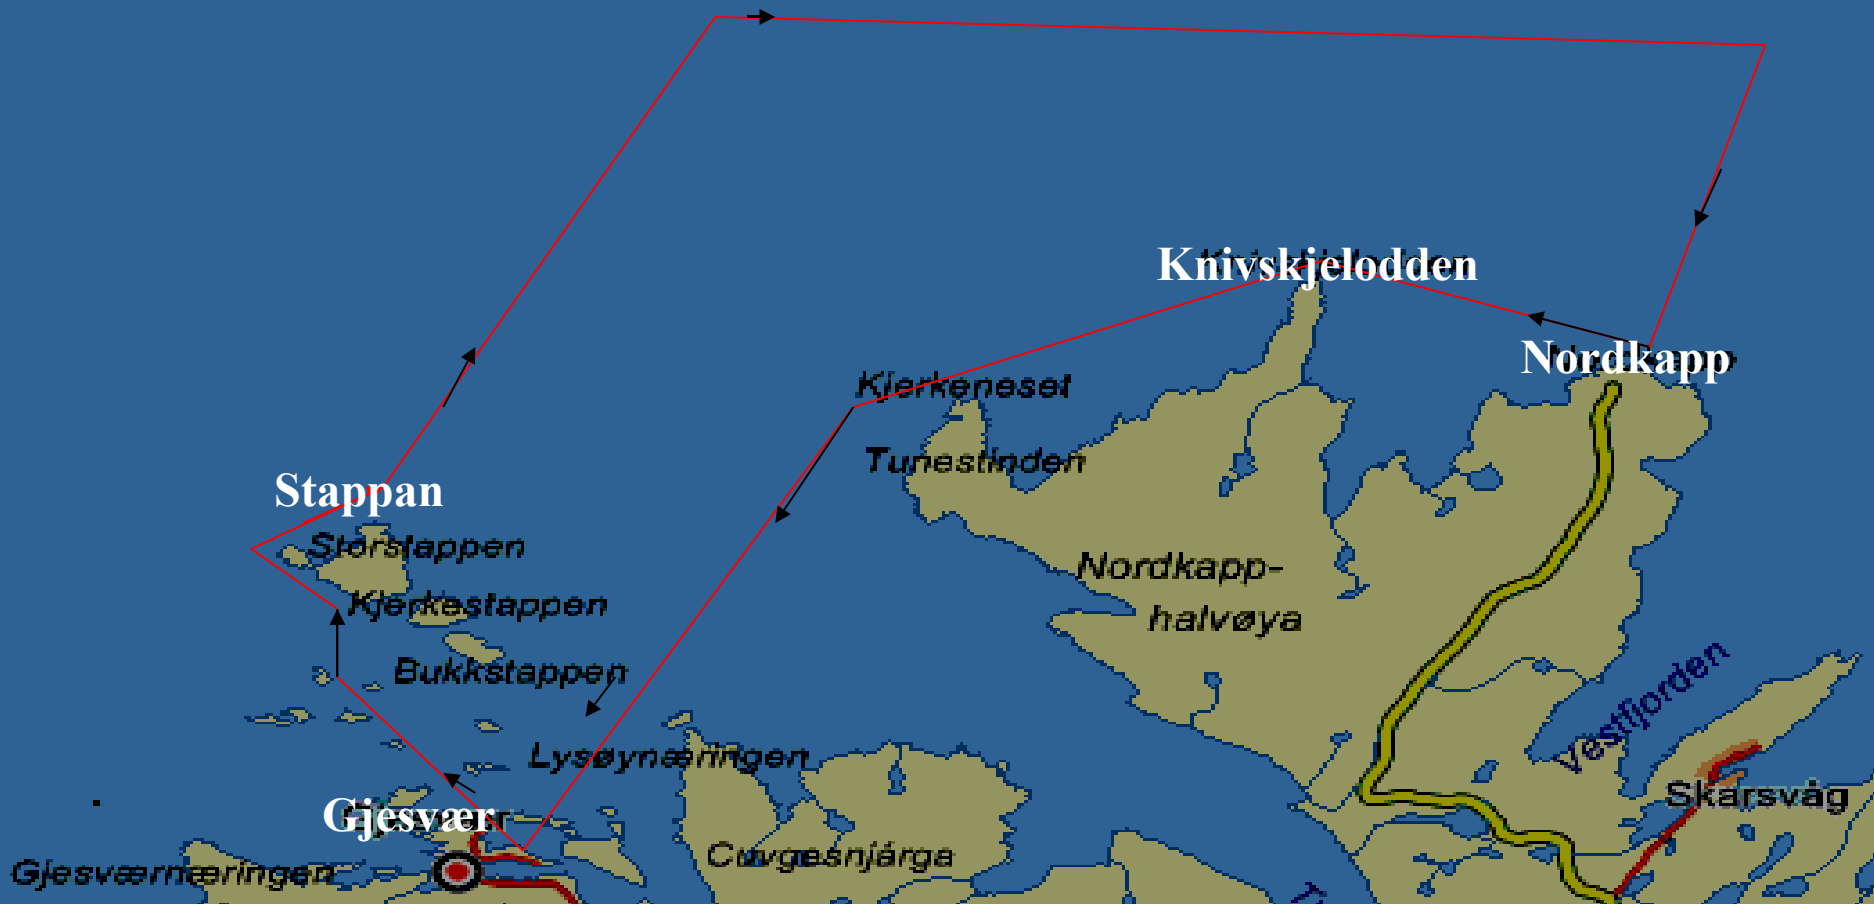 Knivskjelodden
Nordkapp
Kjerkeneset
Tunestinden
Stappan
Storstappen
Nordkapp-
halvøya
Kjerkestappen
Bukkstappen
Vestfjorden
Lysøynæringen
Skarsvåg
Gjesvær
Cuvgesnjárga
Gjesværnæringen